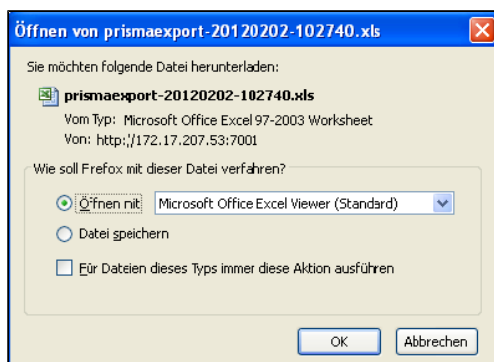 Öffnen von prismaexport-20120202-102740.xls
Sie möchten folgende Datei herunterladen:
prismaexport-20120202-102740.xls
Vom Typ: Microsoft Office Excel 97-2003 Worksheet
Von: http://172.17.207.53:7001
Wie soll Frefox mit dieser Datei verfahren?
Öffnen mit Microsoft Office Excel Viewer (Standard)
Datei speichern
Für Dateien dieses Typs immer diese Aktion ausführen
OK Abbrechen